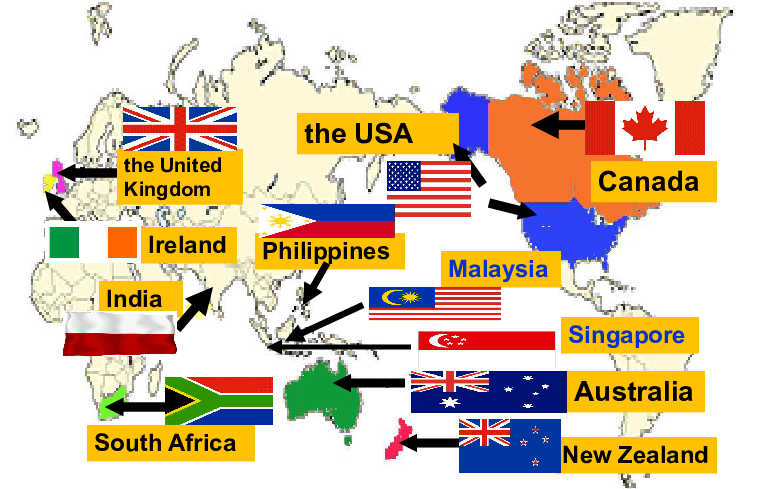 the USA
the United
Kingdom
Canada
Ireland
Philippines
Malaysia
India
Singapore
Australia
South Africa
New Zealand